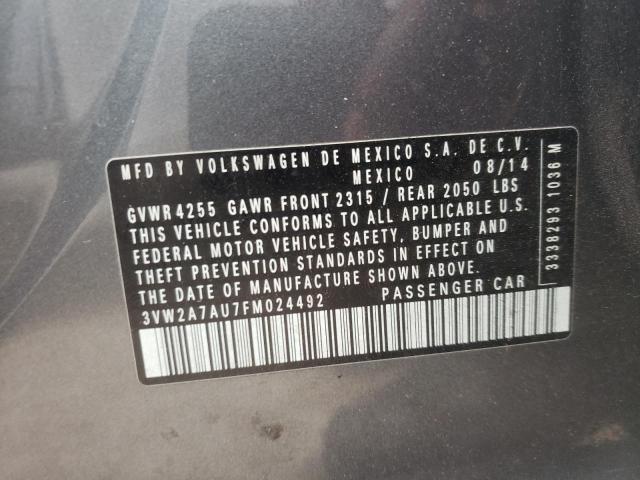 MFD BY VOLKSWAGEN DE MEXICO S.A. DE C.V.
MEXICO 08/14
GVWR 4255 GAWR FRONT 2315 / REAR 2050 LBS
THIS VEHICLE CONFORMS TO ALL APPLICABLE U.S.
FEDERAL MOTOR VEHICLE SAFETY, BUMPER AND
THEFT PREVENTION STANDARDS IN EFFECT ON
THE DATE OF MANUFACTURE SHOWN ABOVE.
3VW2A7AU7FM024492 PASSENGER CAR
3338293 1036 M